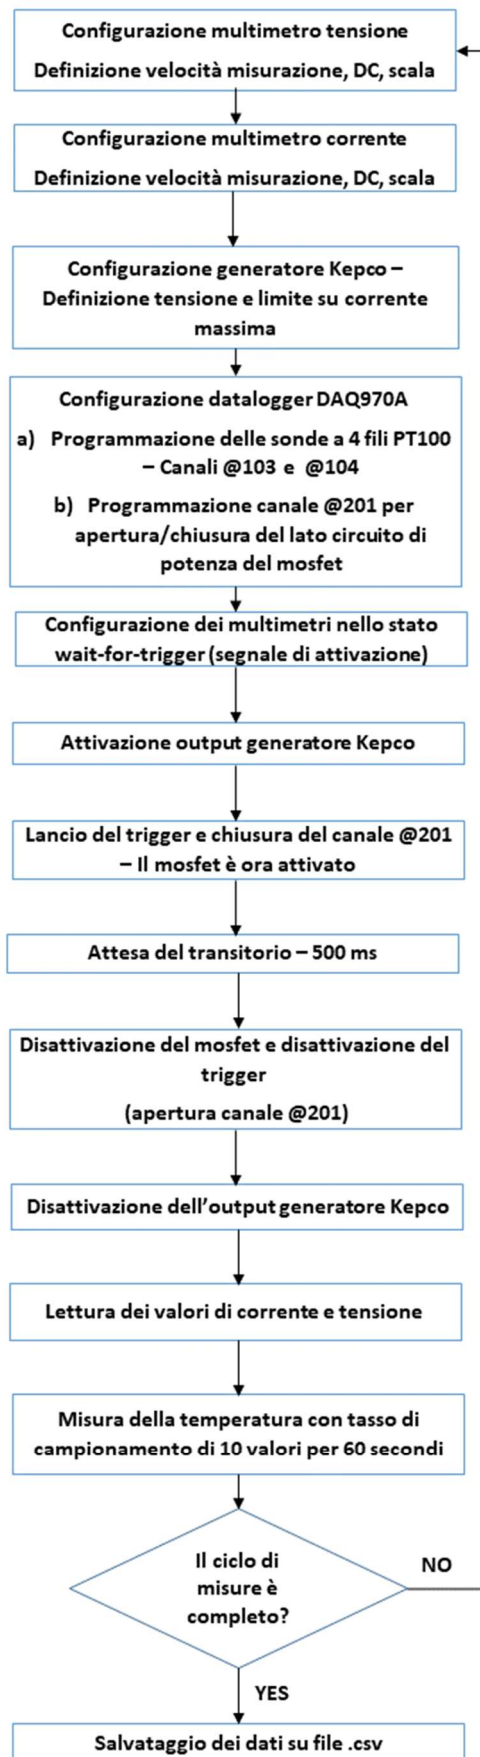 Configurazione multimetro tensione
Definizione velocità misurazione, DC, scala
Configurazione multimetro corrente
Definizione velocità misurazione, DC, scala
Configurazione generatore Kepco –
Definizione tensione e limite su corrente
massima
Configurazione datalogger DAQ970A
a) Programmazione delle sonde a 4 fili PT100
– Canali @103 e @104
b) Programmazione canale @201 per
apertura/chiusura del lato circuito di
potenza del mosfet
Configurazione dei multimetri nello stato
wait-for-trigger (segnale di attivazione)
Attivazione output generatore Kepco
Lancio del trigger e chiusura del canale @201
– Il mosfet è ora attivato
Attesa del transitorio – 500 ms
Disattivazione del mosfet e disattivazione del
trigger
(apertura canale @201)
Disattivazione dell’output generatore Kepco
Lettura dei valori di corrente e tensione
Misura della temperatura con tasso di
campionamento di 10 valori per 60 secondi
Il ciclo di
misure è
completo?
NO
YES
Salvataggio dei dati su file .csv